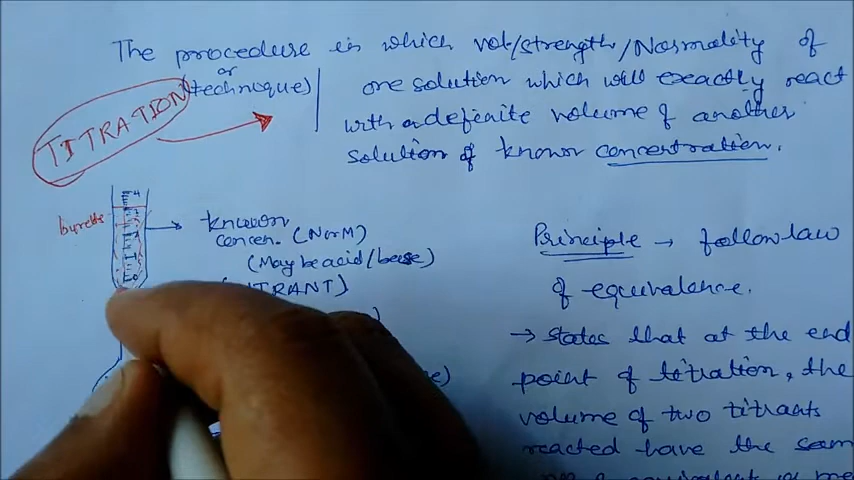 The procedure in which vol/strength/Normality of
or
(technique) one solution which will exactly react
TITRATION
with a definite volume of another
solution of known concentration.
burette
known
concen. (N or M)
(May be acid/base)
Principle → follow law
of equivalence.
→ states that at the end
point of titration, the
volume of two titrants
reacted have the same